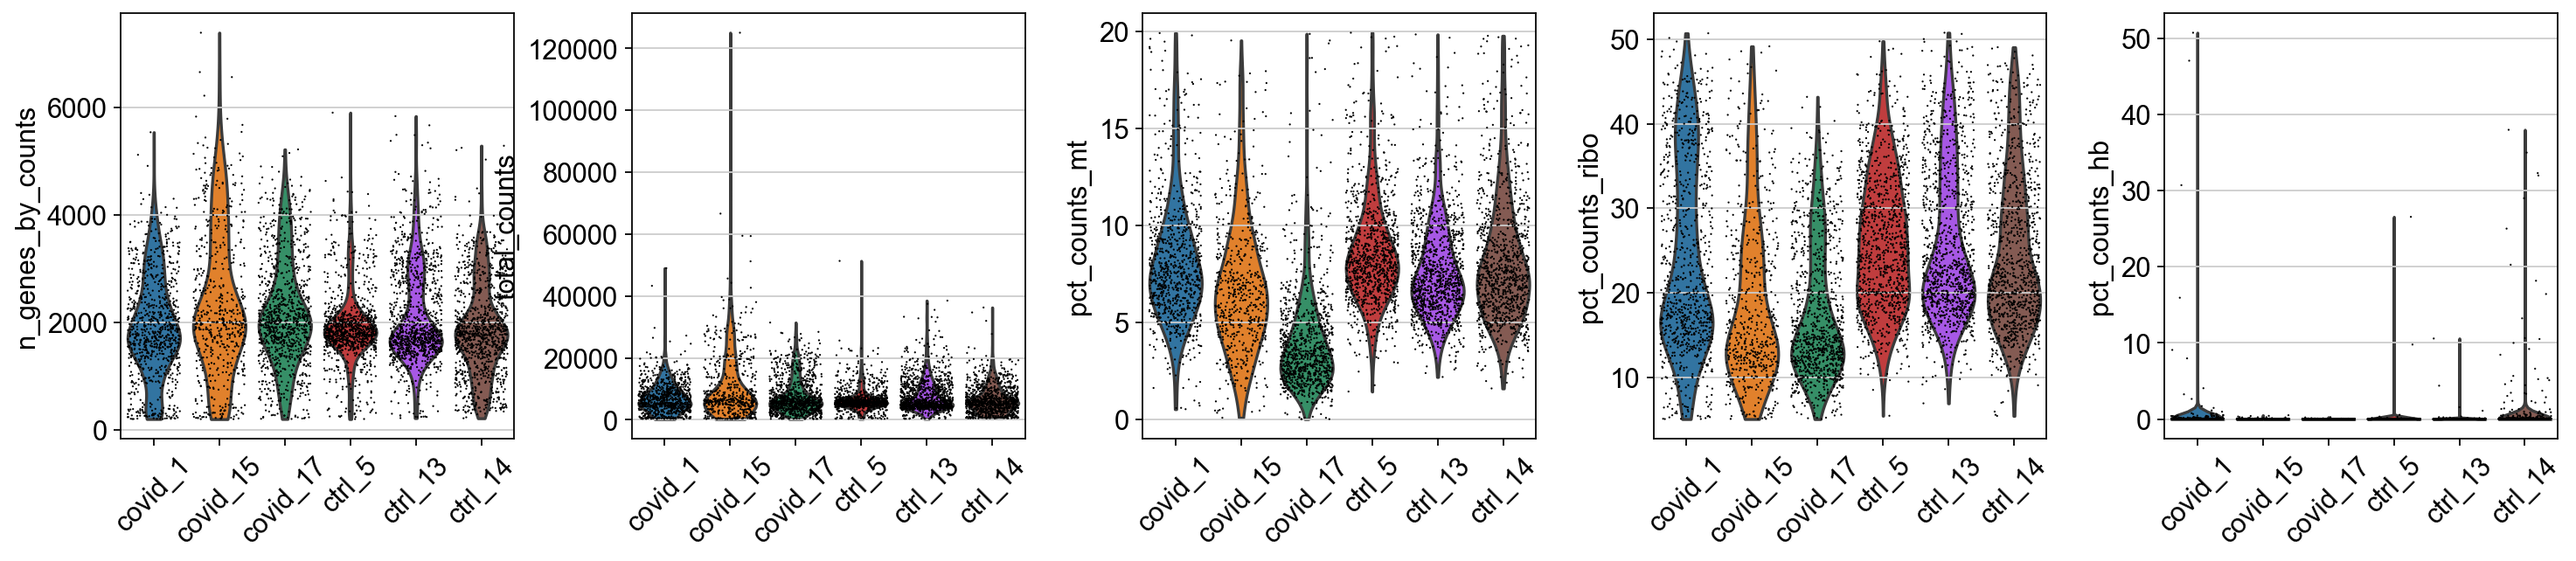 n_genes_by_counts
6000
4000
2000
0
covid_1
covid_15
covid_17
ctrl_5
ctrl_13
ctrl_14
total_counts
120000
100000
80000
60000
40000
20000
0
covid_1
covid_15
covid_17
ctrl_5
ctrl_13
ctrl_14
pct_counts_mt
20
15
10
5
0
covid_1
covid_15
covid_17
ctrl_5
ctrl_13
ctrl_14
pct_counts_ribo
50
40
30
20
10
covid_1
covid_15
covid_17
ctrl_5
ctrl_13
ctrl_14
pct_counts_hb
50
40
30
20
10
0
covid_1
covid_15
covid_17
ctrl_5
ctrl_13
ctrl_14